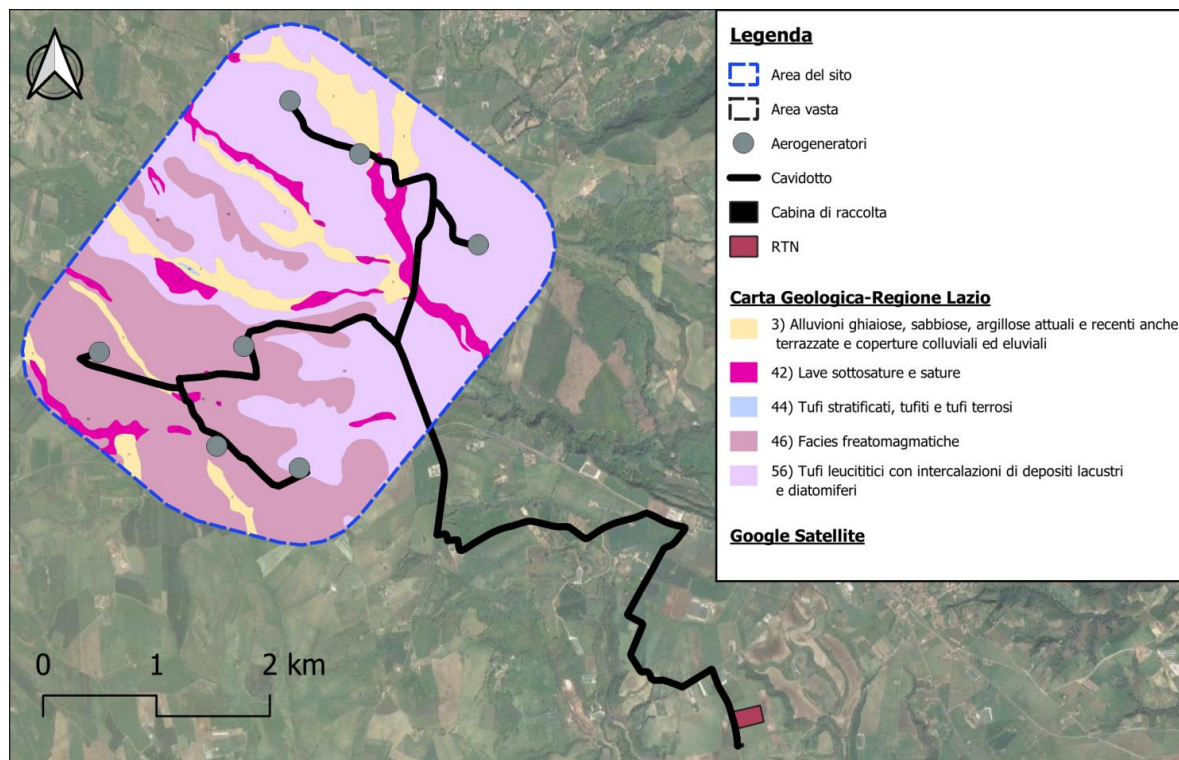 Legenda
Area del sito
Area vasta
Aerogeneratori
Cavidotto
Cabina di raccolta
RTN
Carta Geologica-Regione Lazio
3) Alluvioni ghiaiose, sabbiose, argillose attuali e recenti anche
terrazzate e coperture colluviali ed eluviali
42) Lave sottosature e sature
44) Tufi stratificati, tufiti e tufi terrosi
46) Facies freatomagmatiche
56) Tufi leucititici con intercalazioni di depositi lacustri
e diatomiferi
Google Satellite
0 1 2 km